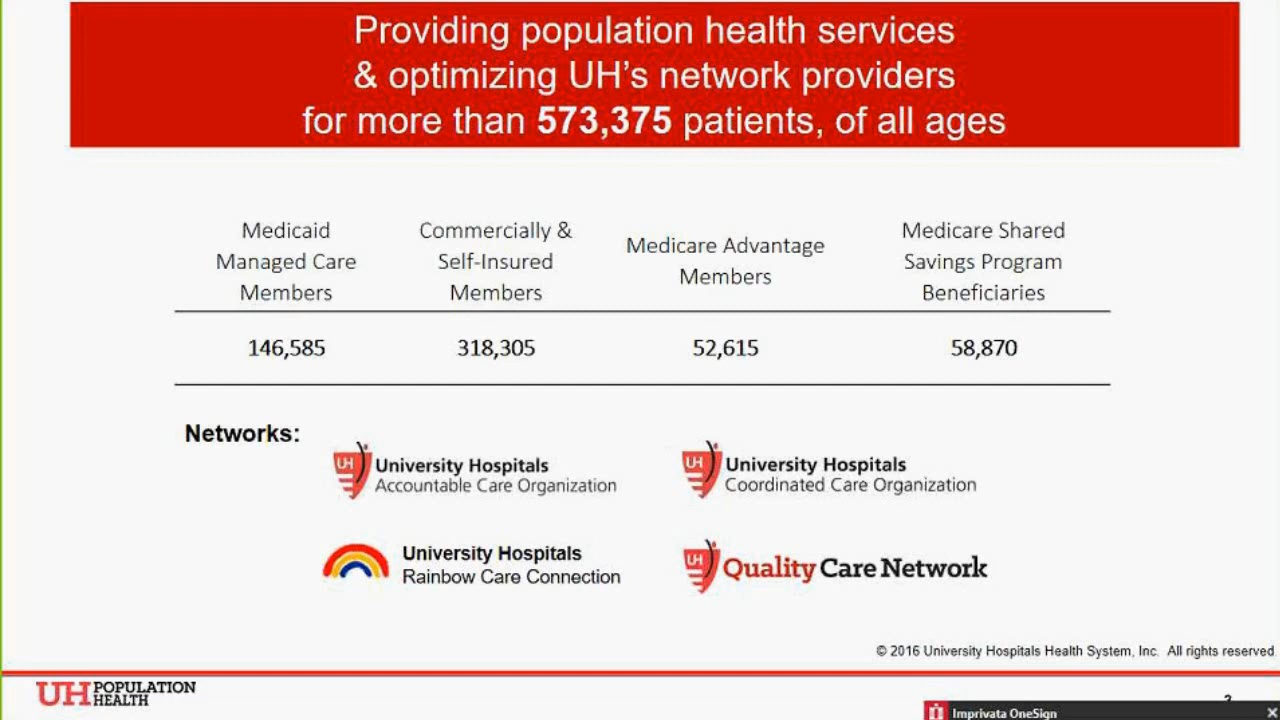 Providing population health services
& optimizing UH's network providers
for more than 573,375 patients, of all ages
Medicaid
Managed Care
Members
Commercially &
Self-Insured
Members
Medicare Advantage
Members
Medicare Shared
Savings Program
Beneficiaries
146,585 318,305 52,615 58,870
Networks:
UH University Hospitals
Accountable Care Organization
UH University Hospitals
Coordinated Care Organization
University Hospitals
Rainbow Care Connection
UH Quality Care Network
© 2016 University Hospitals Health System, Inc. All rights reserved.
UH POPULATION
HEALTH
Imprivata OneSign